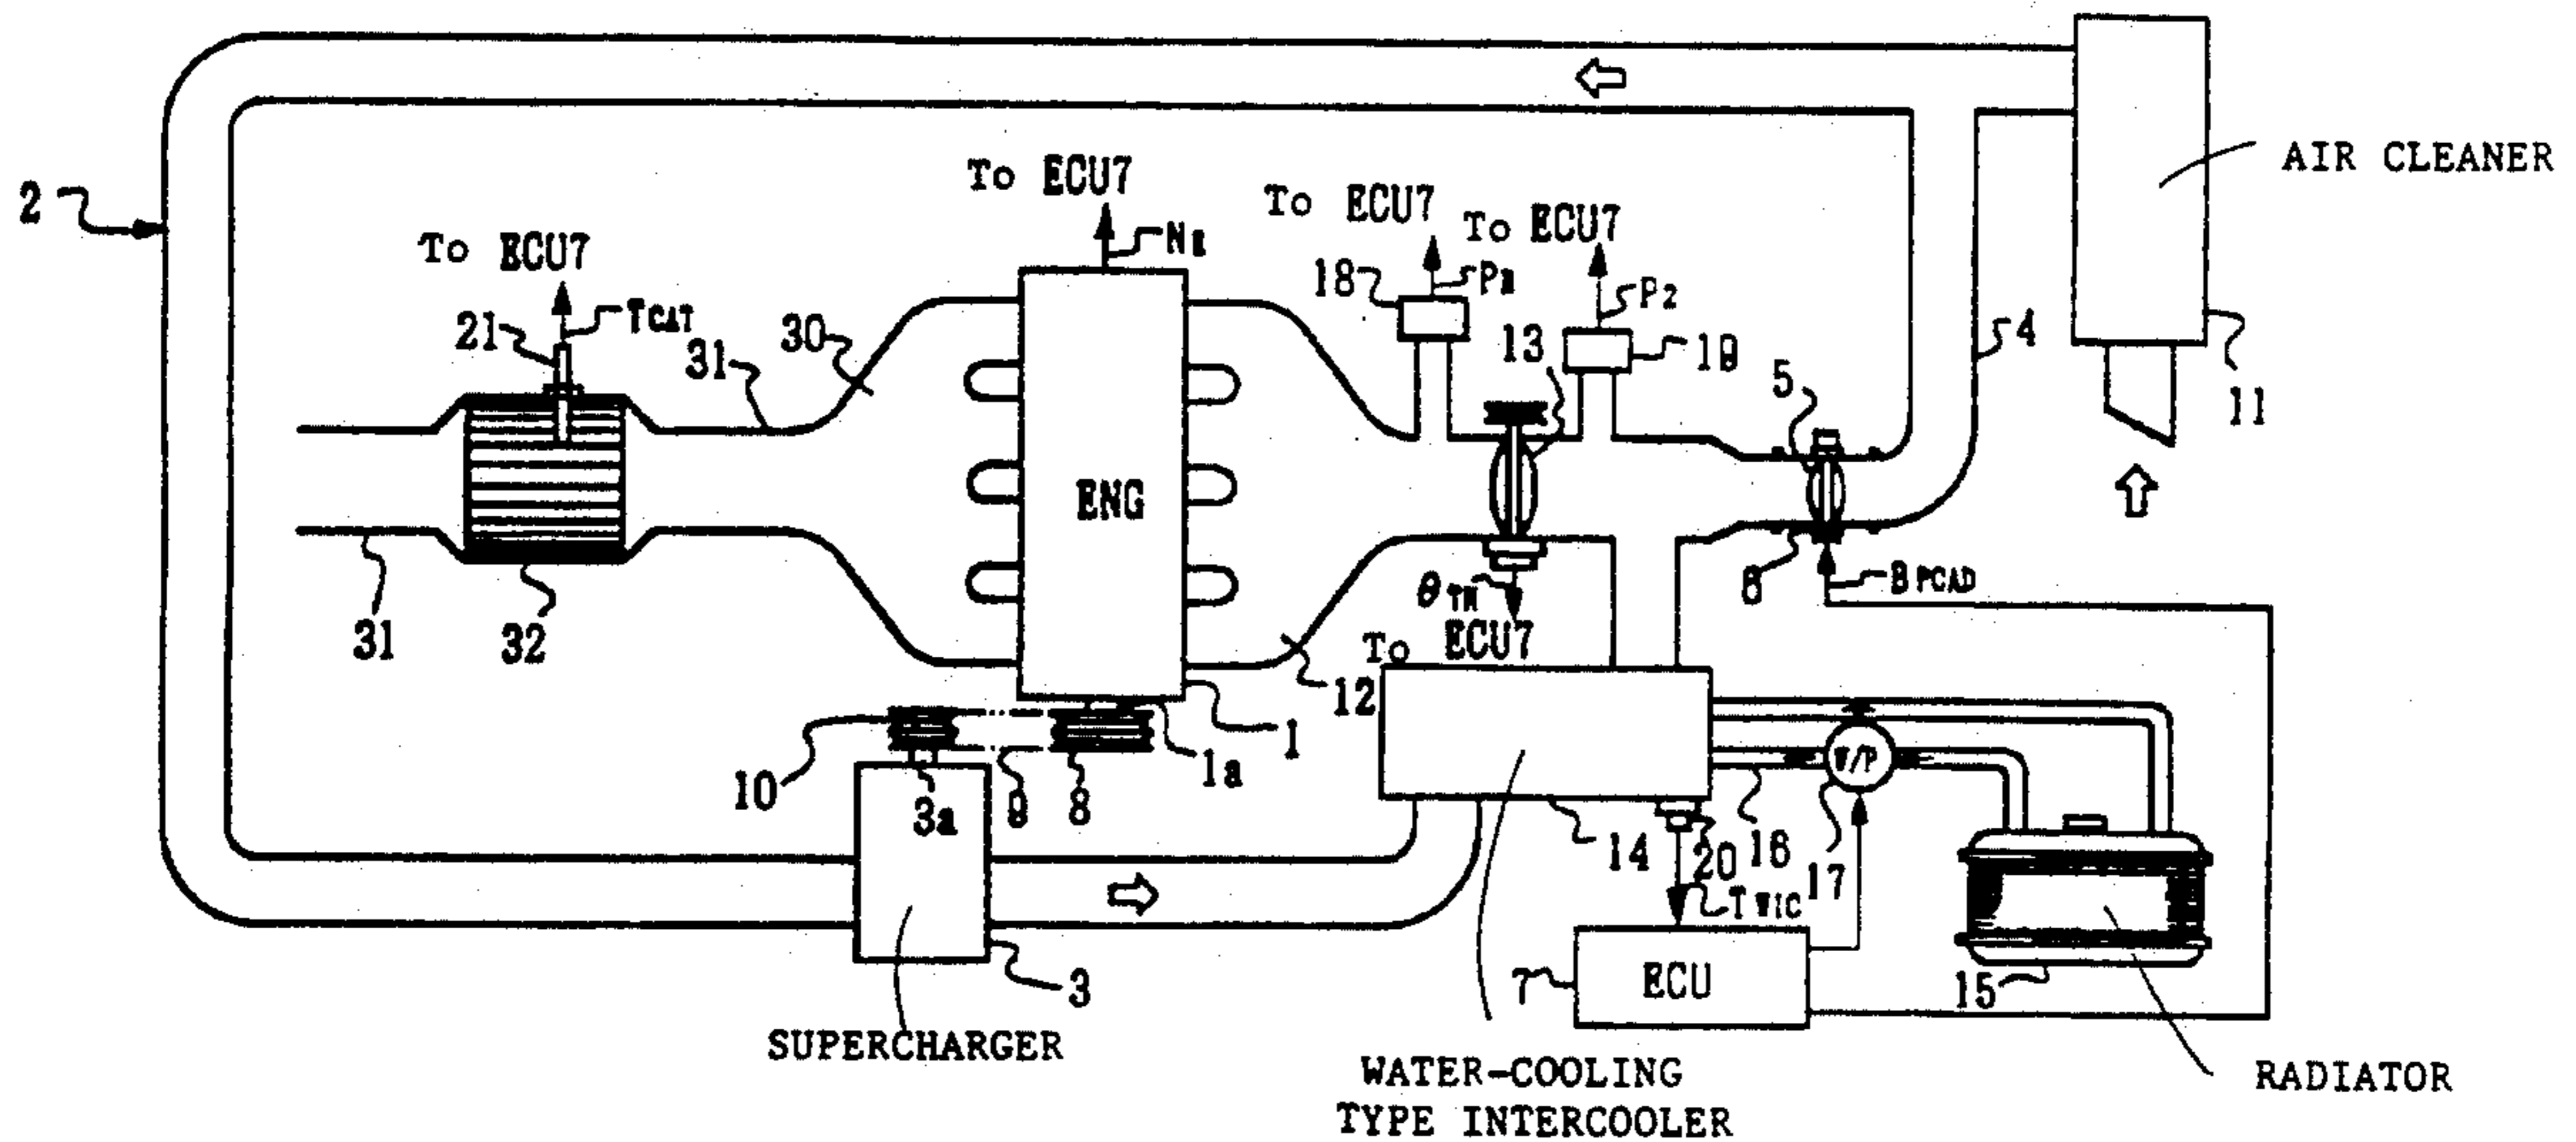 AIR CLEANER
2
To ECU7
NE
To ECU7
To ECU7
To ECU7
18
PB
P2
TCAT
21
31
30
13
19
4
5
11
ENG
31
32
θTH
To ECU7
6
BPCAD
12
1
1a
10
3a
9
8
W/P
14
20
16
17
TWIC
3
7
ECU
15
SUPERCHARGER
WATER-COOLING
TYPE INTERCOOLER
RADIATOR